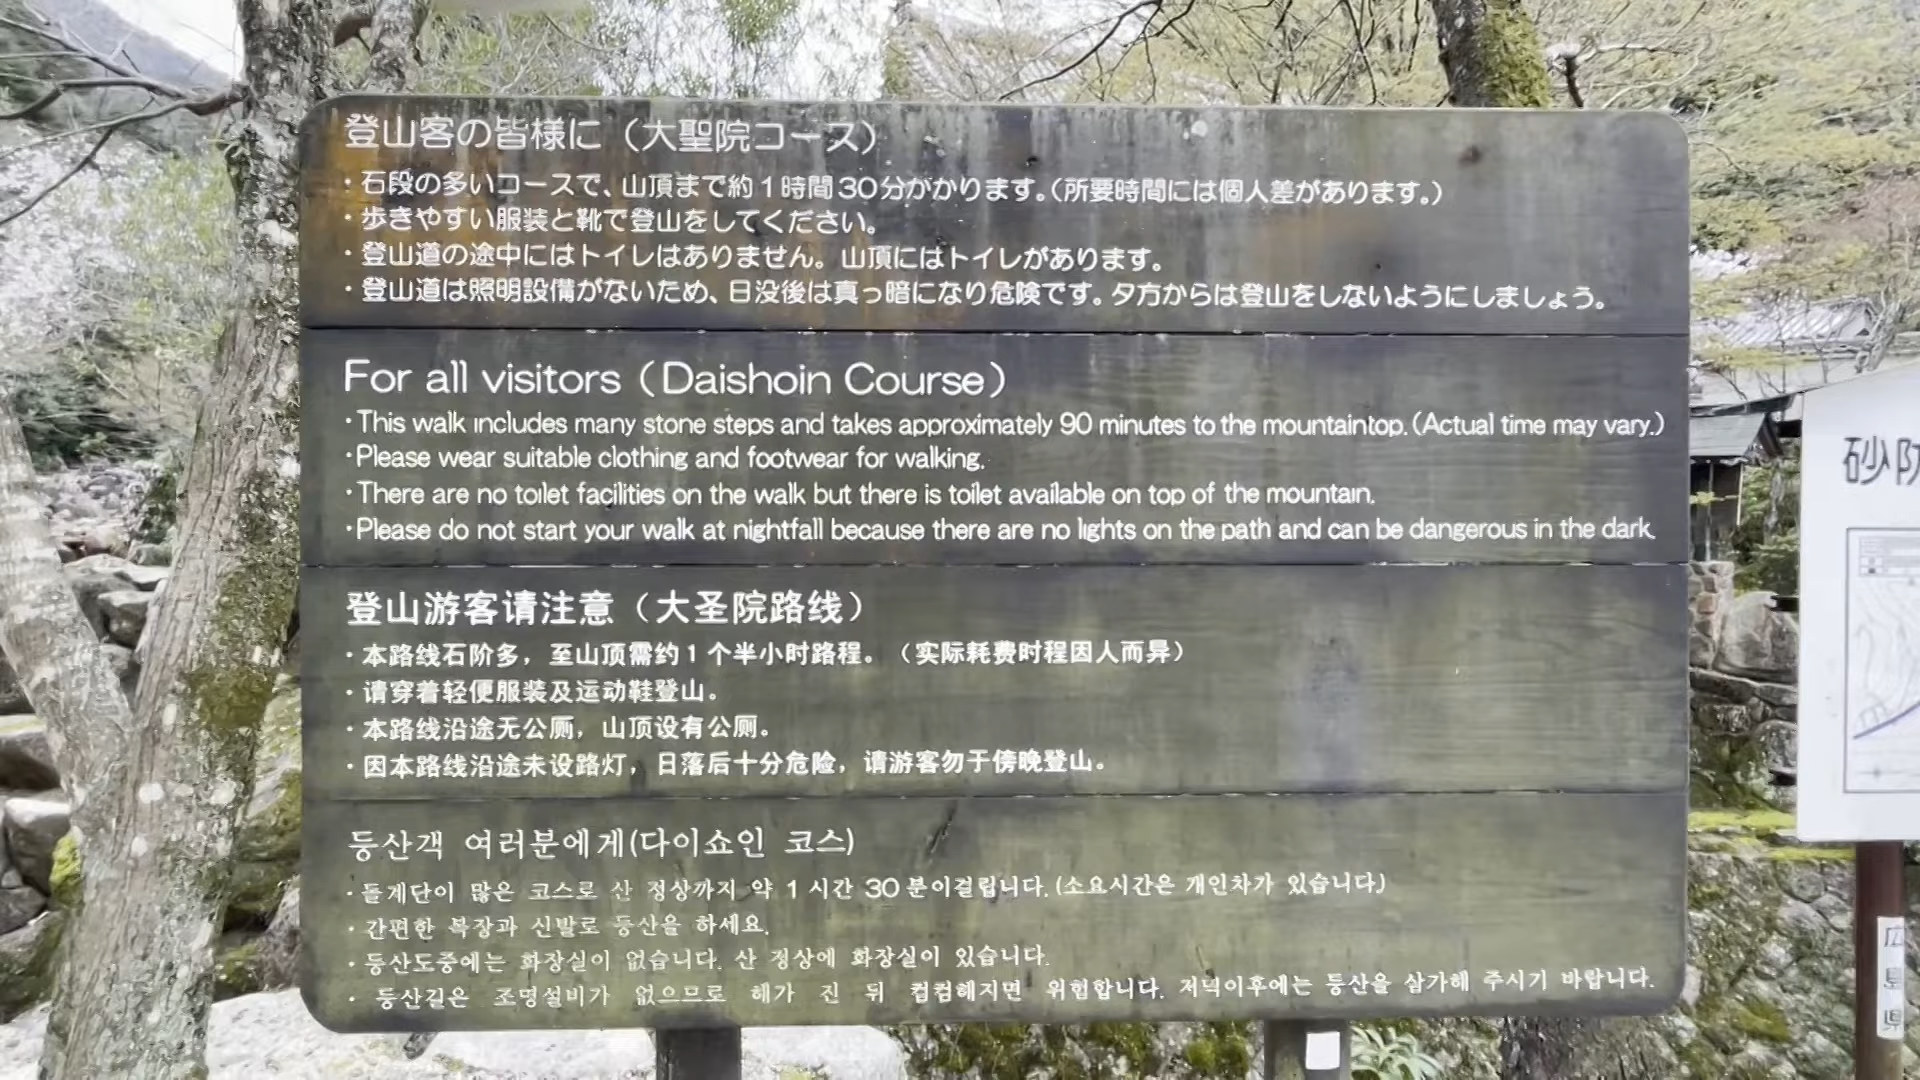 登山客の皆様に（大聖院コース）
・石段の多いコースで、山頂まで約1時間30分がかります。（所要時間には個人差があります。）
・歩きやすい服装と靴で登山をしてください。
・登山道の途中にはトイレはありません。山頂にはトイレがあります。
・登山道は照明設備がないため、日没後は真っ暗になり危険です。夕方からは登山をしないようにしましょう。
For all visitors（Daishoin Course）
・This walk includes many stone steps and takes approximately 90 minutes to the mountaintop.(Actual time may vary.)
・Please wear suitable clothing and footwear for walking.
・There are no toilet facilities on the walk but there is toilet available on top of the mountain.
・Please do not start your walk at nightfall because there are no lights on the path and can be dangerous in the dark.
登山游客请注意（大圣院路线）
・本路线石阶多，至山顶需约1个半小时路程。（实际耗费时程因人而异）
・请穿着轻便服装及运动鞋登山。
・本路线沿途无公厕，山顶设有公厕。
・因本路线沿途未设路灯，日落后十分危险，请游客勿于傍晚登山。
등산객 여러분에게(다이쇼인 코스)
・돌계단이 많은 코스로 산 정상까지 약 1 시간 30 분이걸립니다. (소요시간은 개인차가 있습니다.)
・간편한 복장과 신발로 등산을 하세요.
・등산도중에는 화장실이 없습니다. 산 정상에 화장실이 있습니다.
・등산길은 조명설비가 없으므로 해가 진 뒤 컴컴해지면 위험합니다. 저녁이후에는 등산을 삼가해 주시기 바랍니다.
砂防
広島県